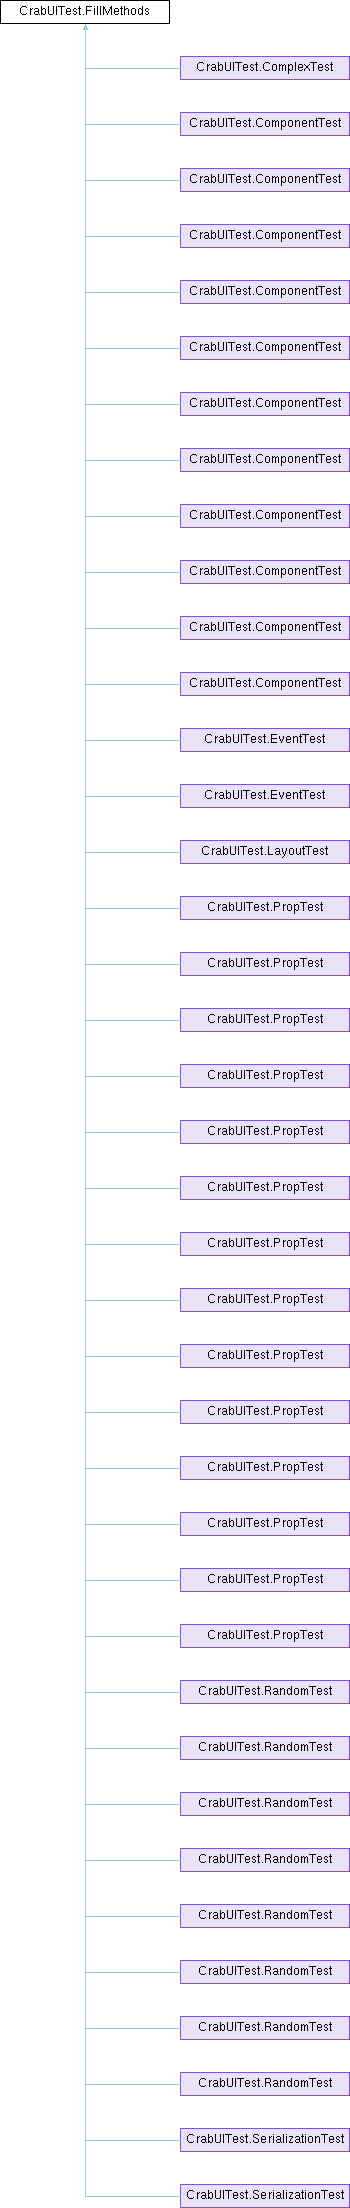 CrabUITest.FillMethods
CrabUITest.ComplexTest
CrabUITest.ComponentTest
CrabUITest.ComponentTest
CrabUITest.ComponentTest
CrabUITest.ComponentTest
CrabUITest.ComponentTest
CrabUITest.ComponentTest
CrabUITest.ComponentTest
CrabUITest.ComponentTest
CrabUITest.ComponentTest
CrabUITest.ComponentTest
CrabUITest.ComponentTest
CrabUITest.EventTest
CrabUITest.EventTest
CrabUITest.LayoutTest
CrabUITest.PropTest
CrabUITest.PropTest
CrabUITest.PropTest
CrabUITest.PropTest
CrabUITest.PropTest
CrabUITest.PropTest
CrabUITest.PropTest
CrabUITest.PropTest
CrabUITest.PropTest
CrabUITest.PropTest
CrabUITest.PropTest
CrabUITest.PropTest
CrabUITest.PropTest
CrabUITest.PropTest
CrabUITest.RandomTest
CrabUITest.RandomTest
CrabUITest.RandomTest
CrabUITest.RandomTest
CrabUITest.RandomTest
CrabUITest.RandomTest
CrabUITest.RandomTest
CrabUITest.RandomTest
CrabUITest.SerializationTest
CrabUITest.SerializationTest